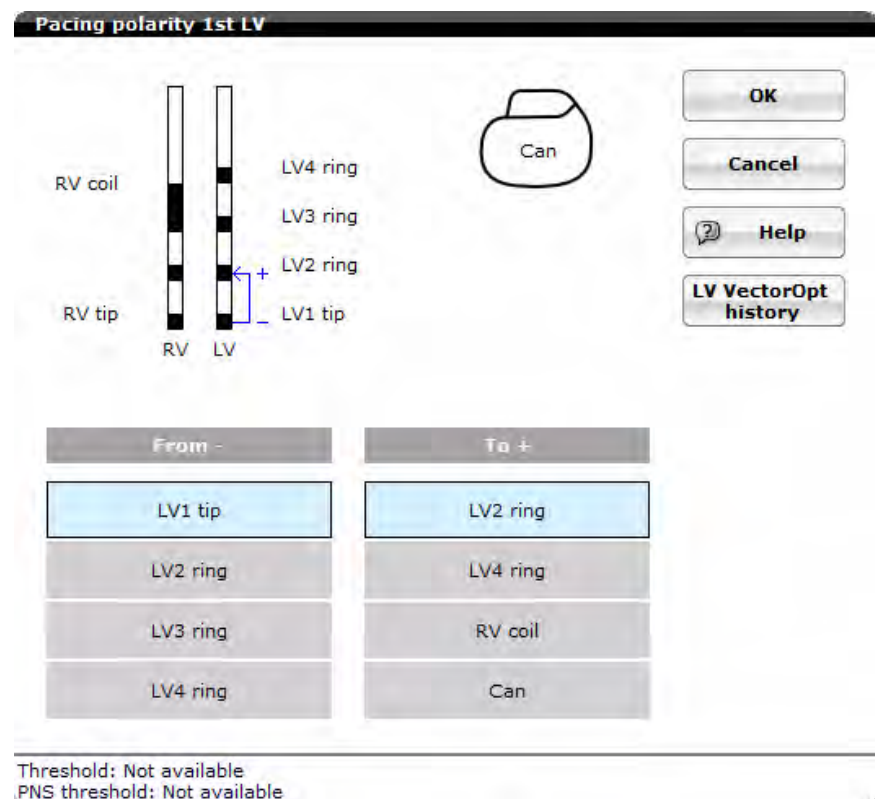 Pacing polarity 1st LV
RV coil
RV tip
RV LV
LV4 ring
LV3 ring
+ LV2 ring
– LV1 tip
Can
OK
Cancel
? Help
LV VectorOpt
history
From - To +
LV1 tip LV2 ring
LV2 ring LV4 ring
LV3 ring RV coil
LV4 ring Can
Threshold: Not available
PNS threshold: Not available